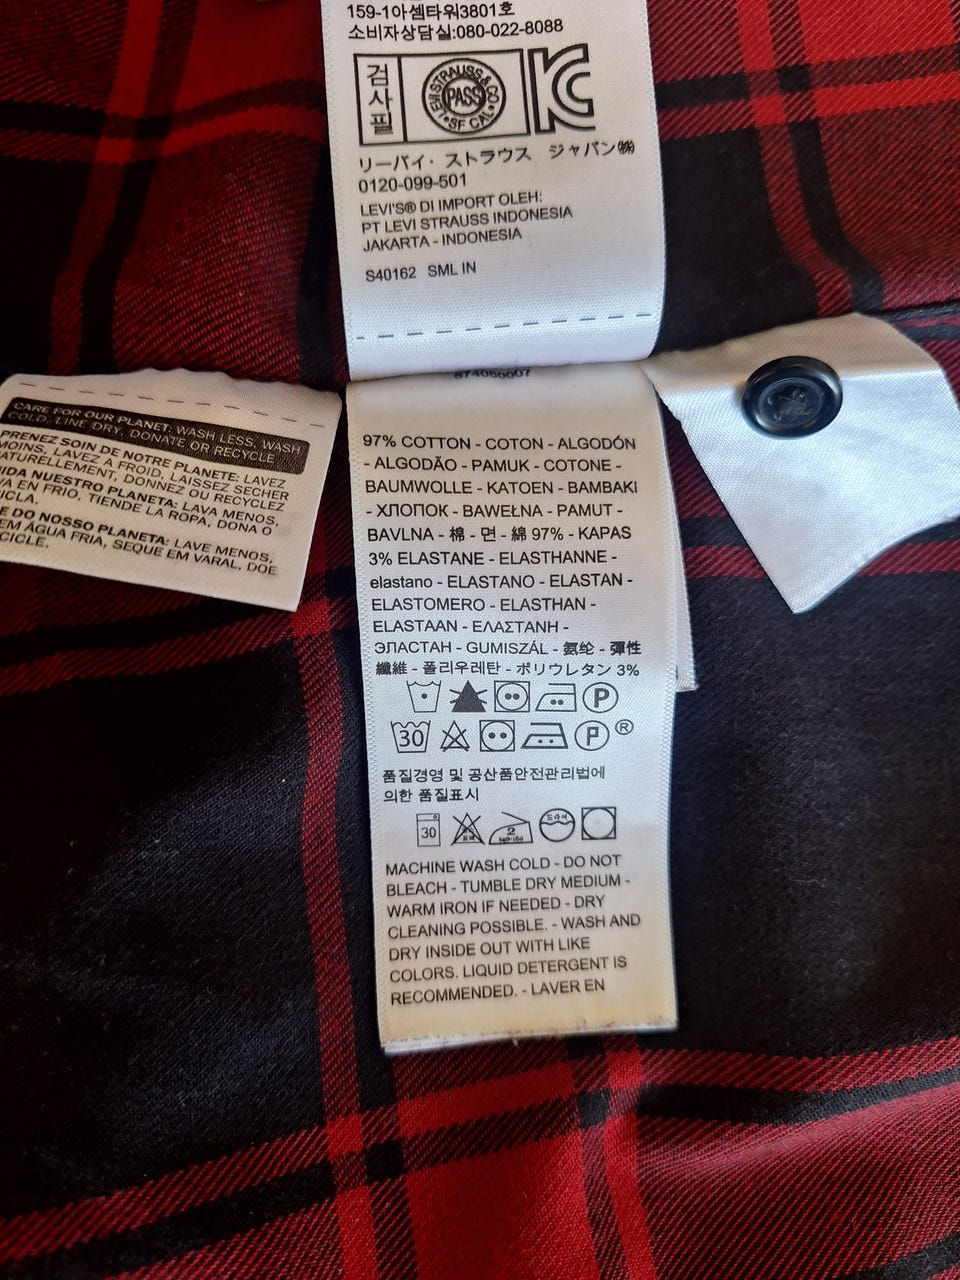 159-1아셈타워3801호
소비자상담실:080-022-8088
검사필
LEVI STRAUSS & CO.
PASS
SF CAL
リーバイ・ストラウス ジャパン㈱
0120-099-501
LEVI'S® DI IMPORT OLEH:
PT LEVI STRAUSS INDONESIA
JAKARTA - INDONESIA
S40162 SML IN
CARE FOR OUR PLANET: WASH LESS, WASH
COLD, LINE DRY, DONATE OR RECYCLE
PRENEZ SOIN DE NOTRE PLANETE: LAVEZ
MOINS, LAVEZ A FROID, LAISSEZ SECHER
NATURELLEMENT, DONNEZ OU RECYCLEZ
IDA NUESTRO PLANETA: LAVA MENOS,
VA EN FRIO, TIENDE LA ROPA, DONA O
ICLA.
E DO NOSSO PLANETA: LAVE MENOS,
EM ÁGUA FRIA, SEQUE EM VARAL, DOE
CICLE.
97% COTTON - COTON - ALGODÓN
- ALGODÃO - PAMUK - COTONE -
BAUMWOLLE - KATOEN - BAMBAKI
- ХЛОПОК - BAWEŁNA - PAMUT -
BAVLNA - 棉 - 면 - 綿 97% - KAPAS
3% ELASTANE - ELASTHANNE -
elastano - ELASTANO - ELASTAN -
ELASTOMERO - ELASTHAN -
ELASTAAN - ΕΛΑΣΤΑΝΗ -
ЭЛАСТАН - GUMISZÁL - 氨纶 - 彈性
纖維 - 폴리우레탄 - ポリウレタン 3%
P
30 P ®
품질경영 및 공산품안전관리법에
의한 품질표시
30 2 드라이
MACHINE WASH COLD - DO NOT
BLEACH - TUMBLE DRY MEDIUM -
WARM IRON IF NEEDED - DRY
CLEANING POSSIBLE. - WASH AND
DRY INSIDE OUT WITH LIKE
COLORS. LIQUID DETERGENT IS
RECOMMENDED. - LAVER EN